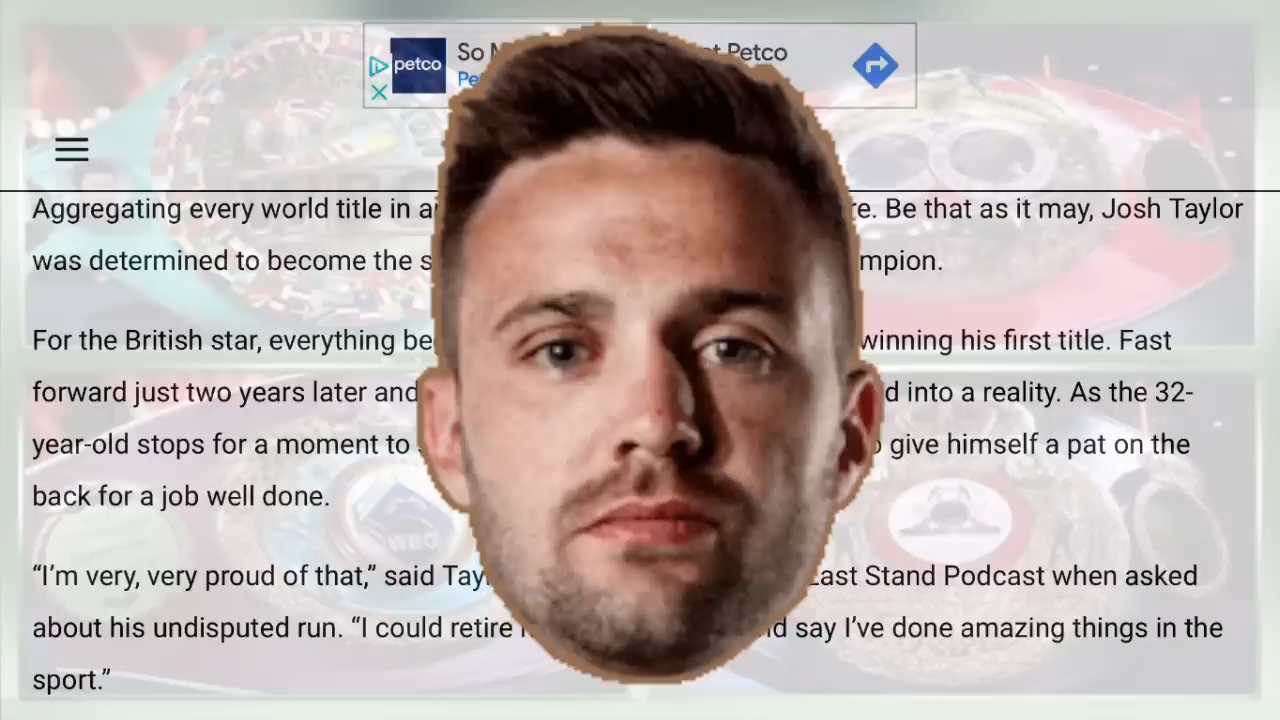 petco
So
at Petco
Aggregating every world title in a re. Be that as it may, Josh Taylor
was determined to become the s mpion.
For the British star, everything be winning his first title. Fast
forward just two years later and d into a reality. As the 32-
year-old stops for a moment to give himself a pat on the
back for a job well done.
“I’m very, very proud of that,” said Tay Last Stand Podcast when asked
about his undisputed run. “I could retire say I’ve done amazing things in the
sport.”
WBO